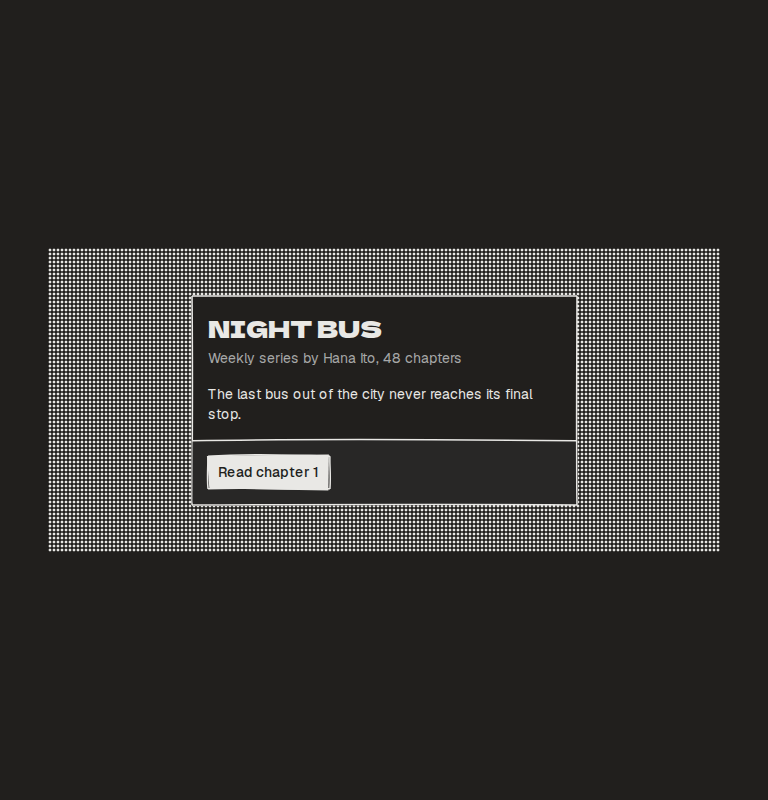 NIGHT BUS
Weekly series by Hana Ito, 48 chapters
The last bus out of the city never reaches its final
stop.
Read chapter 1